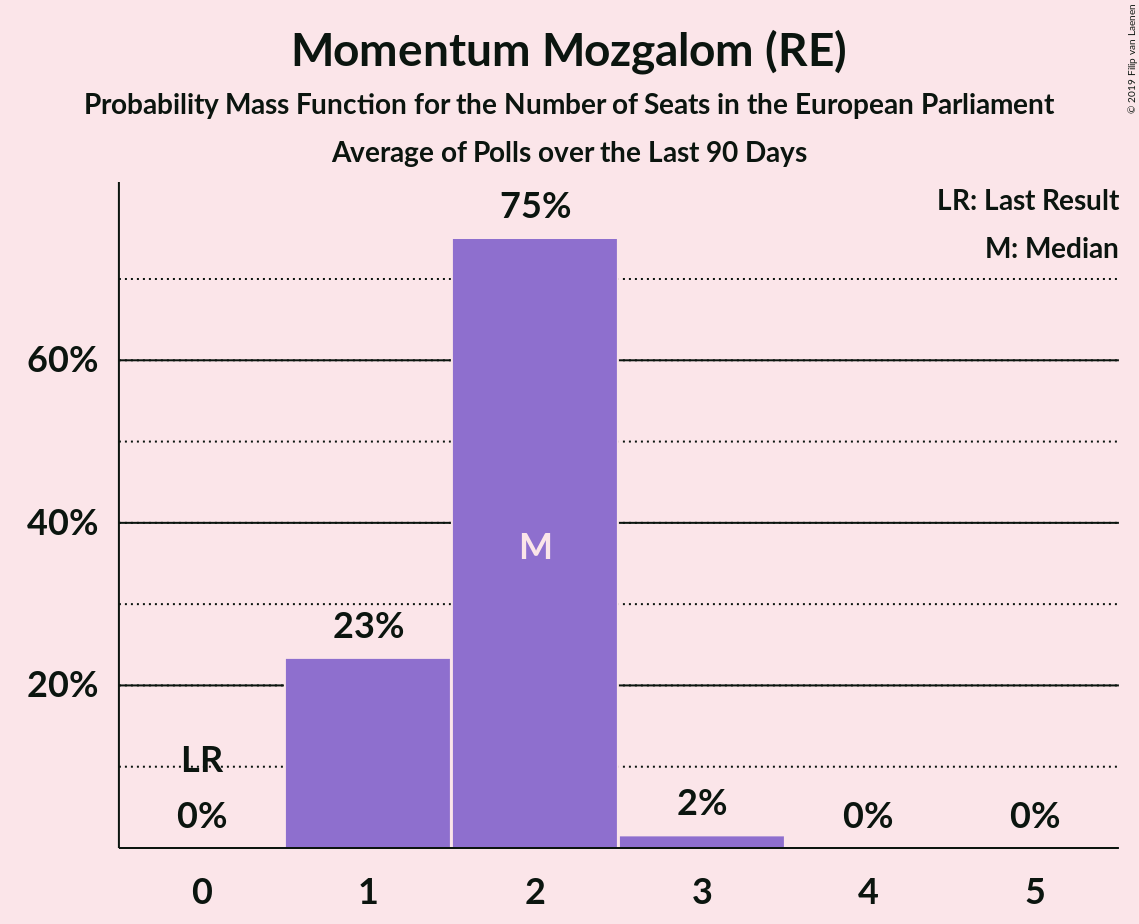 Momentum Mozgalom (RE)
Probability Mass Function for the Number of Seats in the European Parliament
Average of Polls over the Last 90 Days
© 2019 Filip van Laenen
LR: Last Result
M: Median
75%
60%
40%
M
23%
20%
LR
0%
2%
0%
0%
0 1 2 3 4 5